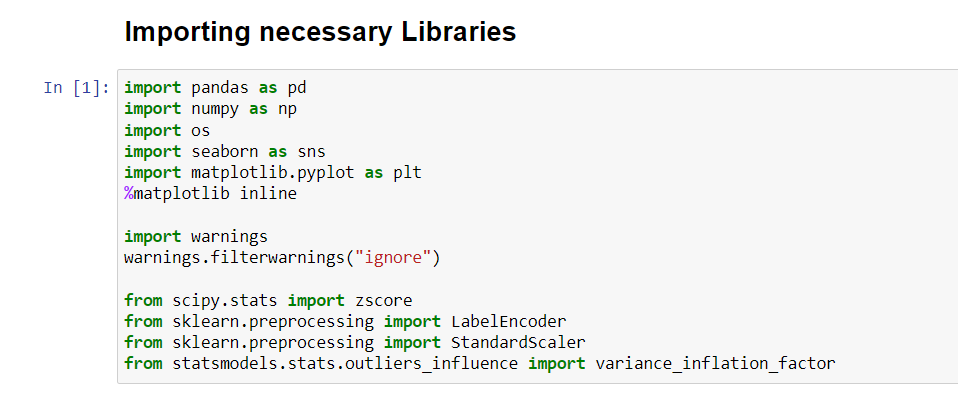 Importing necessary Libraries
In [1]: import pandas as pd
import numpy as np
import os
import seaborn as sns
import matplotlib.pyplot as plt
%matplotlib inline
import warnings
warnings.filterwarnings("ignore")
from scipy.stats import zscore
from sklearn.preprocessing import LabelEncoder
from sklearn.preprocessing import StandardScaler
from statsmodels.stats.outliers_influence import variance_inflation_factor